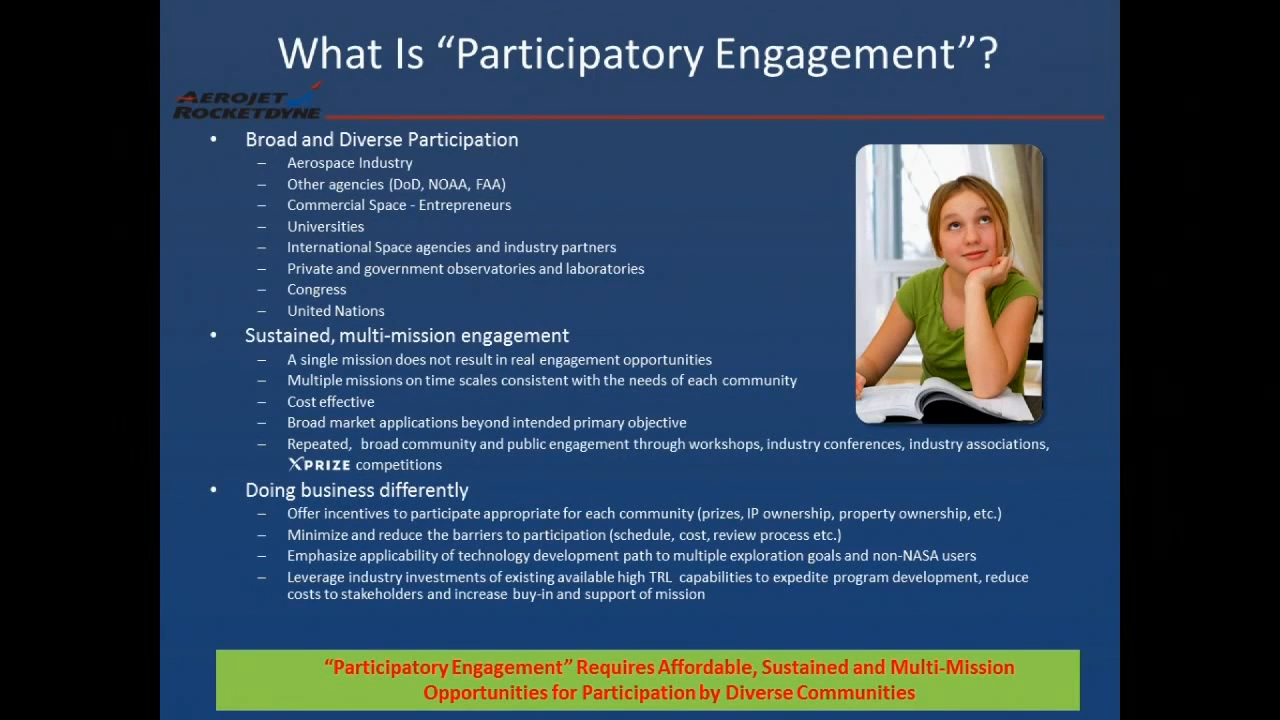 What Is “Participatory Engagement”?
AEROJET
ROCKETDYNE
• Broad and Diverse Participation
– Aerospace Industry
– Other agencies (DoD, NOAA, FAA)
– Commercial Space - Entrepreneurs
– Universities
– International Space agencies and industry partners
– Private and government observatories and laboratories
– Congress
– United Nations
• Sustained, multi-mission engagement
– A single mission does not result in real engagement opportunities
– Multiple missions on time scales consistent with the needs of each community
– Cost effective
– Broad market applications beyond intended primary objective
– Repeated, broad community and public engagement through workshops, industry conferences, industry associations,
XPRIZE competitions
• Doing business differently
– Offer incentives to participate appropriate for each community (prizes, IP ownership, property ownership, etc.)
– Minimize and reduce the barriers to participation (schedule, cost, review process etc.)
– Emphasize applicability of technology development path to multiple exploration goals and non-NASA users
– Leverage industry investments of existing available high TRL capabilities to expedite program development, reduce
costs to stakeholders and increase buy-in and support of mission
“Participatory Engagement” Requires Affordable, Sustained and Multi-Mission
Opportunities for Participation by Diverse Communities